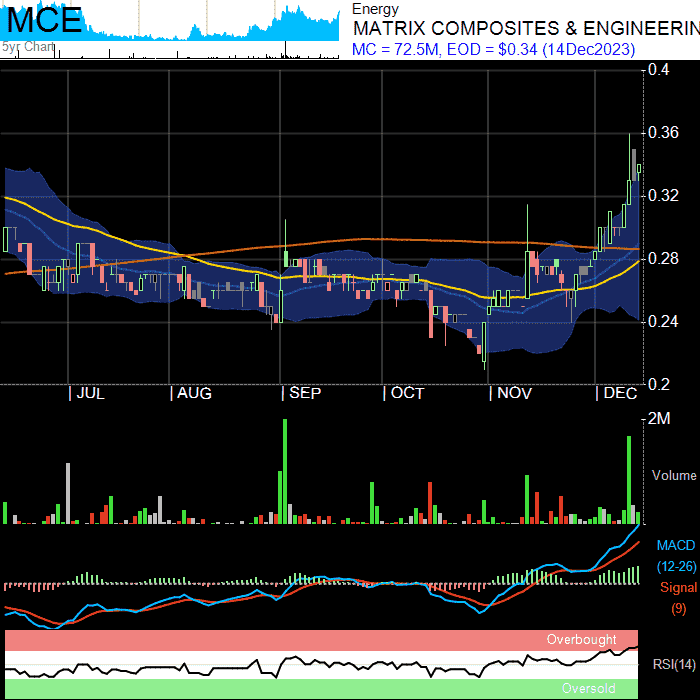 MCE
5yr Chart
Energy
MATRIX COMPOSITES & ENGINEERIN
MC = 72.5M, EOD = $0.34 (14Dec2023)
0.4
0.36
0.32
0.28
0.24
0.2
JUL AUG SEP OCT NOV DEC
2M
Volume
MACD
(12-26)
Signal
(9)
Overbought
RSI(14)
Oversold